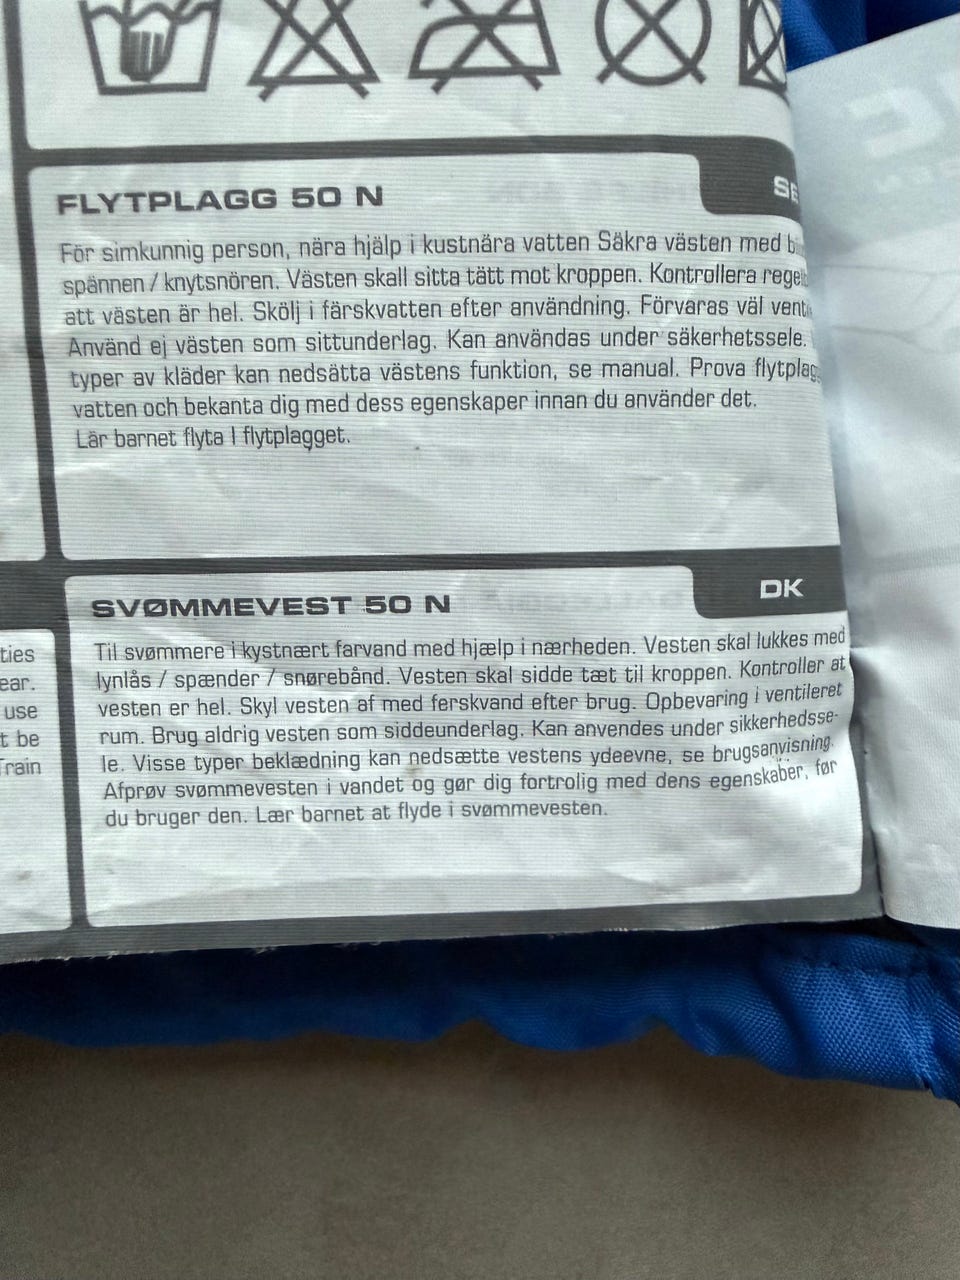 FLYTPLAGG 50 N
För simkunnig person, nära hjälp i kustnära vatten Säkra västen med
spännen / knytsnören. Västen skall sitta tätt mot kroppen. Kontrollera
att västen är hel. Skölj i färskvatten efter användning. Förvaras väl
Använd ej västen som sittunderlag. Kan användas under säkerhetssele.
typer av kläder kan nedsätta västens funktion, se manual. Prova
vatten och bekanta dig med dess egenskaper innan du använder det.
Lär barnet flyta I flytplagget.
DK
SVØMMEVEST 50 N
Til svømmere i kystnært farvand med hjælp i nærheden. Vesten skal lukkes med
lynlås / spænder / snørebånd. Vesten skal sidde tæt til kroppen. Kontroller at
vesten er hel. Skyl vesten af med ferskvand efter brug. Opbevaring i ventileret
rum. Brug aldrig vesten som siddeunderlag. Kan anvendes under sikkerhedsse-
le. Visse typer beklædning kan nedsætte vestens ydeevne, se brugsanvisning.
Afprøv svømmevesten i vandet og gør dig fortrolig med dens egenskaber, før
du bruger den. Lær barnet at flyde i svømmevesten.
ties
ear.
use
t be
Train